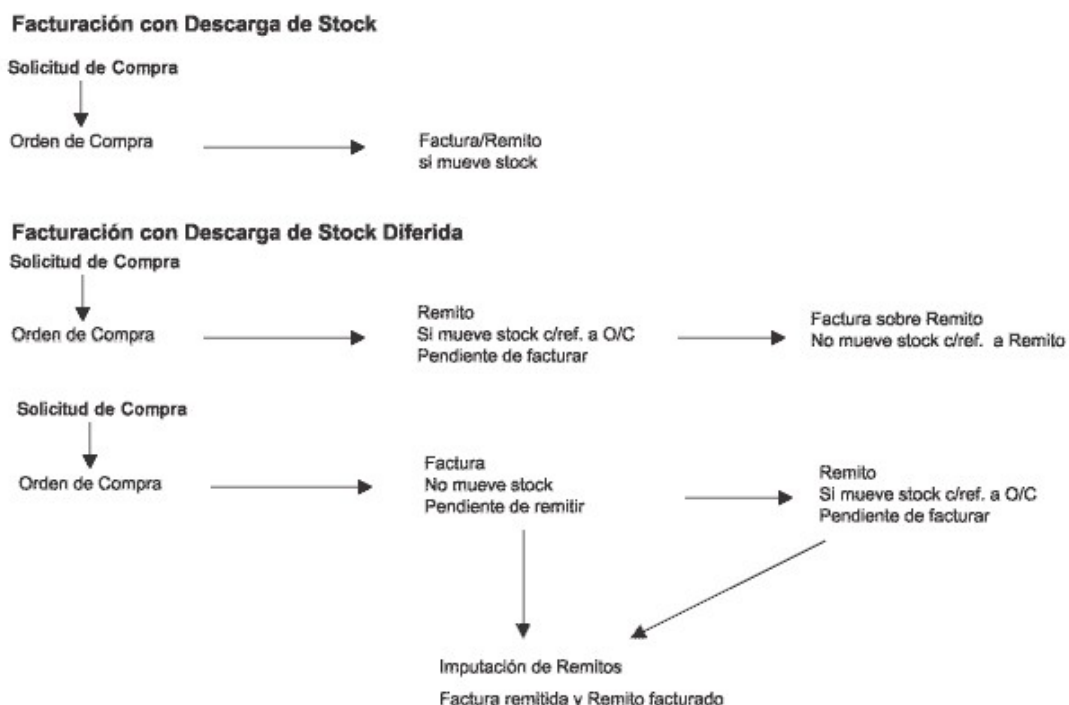 Facturación con Descarga de Stock
Solicitud de Compra
Orden de Compra
Factura/Remito
si mueve stock
Facturación con Descarga de Stock Diferida
Solicitud de Compra
Orden de Compra
Remito
Si mueve stock c/ref. a O/C
Pendiente de facturar
Factura sobre Remito
No mueve stock c/ref. a Remito
Solicitud de Compra
Orden de Compra
Factura
No mueve stock
Pendiente de remitir
Remito
Si mueve stock c/ref. a O/C
Pendiente de facturar
Imputación de Remitos
Factura remitida y Remito facturado